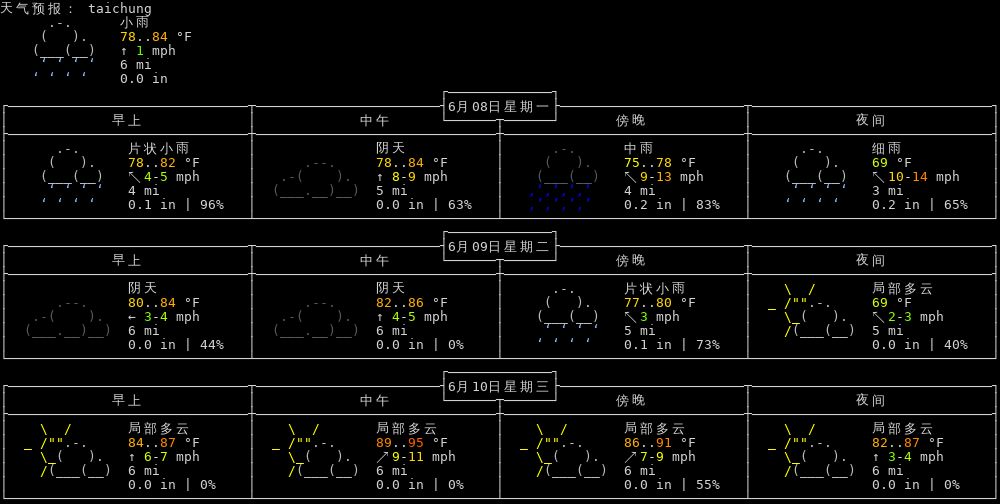 天气预报： taichung
小雨
78..84 °F
↑ 1 mph
6 mi
0.0 in
6月08日星期一
早上 中午 傍晚 夜间
片状小雨 阴天 中雨 细雨
78..82 °F 78..84 °F 75..78 °F 69 °F
↖ 4-5 mph ↑ 8-9 mph ↖ 9-13 mph ↖ 10-14 mph
4 mi 5 mi 4 mi 3 mi
0.1 in | 96% 0.0 in | 63% 0.2 in | 83% 0.2 in | 65%
6月09日星期二
早上 中午 傍晚 夜间
阴天 阴天 片状小雨 局部多云
80..84 °F 82..86 °F 77..80 °F 69 °F
← 3-4 mph ↑ 4-5 mph ↖ 3 mph ↖ 2-3 mph
6 mi 6 mi 5 mi 5 mi
0.0 in | 44% 0.0 in | 0% 0.1 in | 73% 0.0 in | 40%
6月10日星期三
早上 中午 傍晚 夜间
局部多云 局部多云 局部多云 局部多云
84..87 °F 89..95 °F 86..91 °F 82..87 °F
↑ 6-7 mph ↗ 9-11 mph ↗ 7-9 mph ↑ 3-4 mph
6 mi 6 mi 6 mi 6 mi
0.0 in | 0% 0.0 in | 0% 0.0 in | 55% 0.0 in | 0%